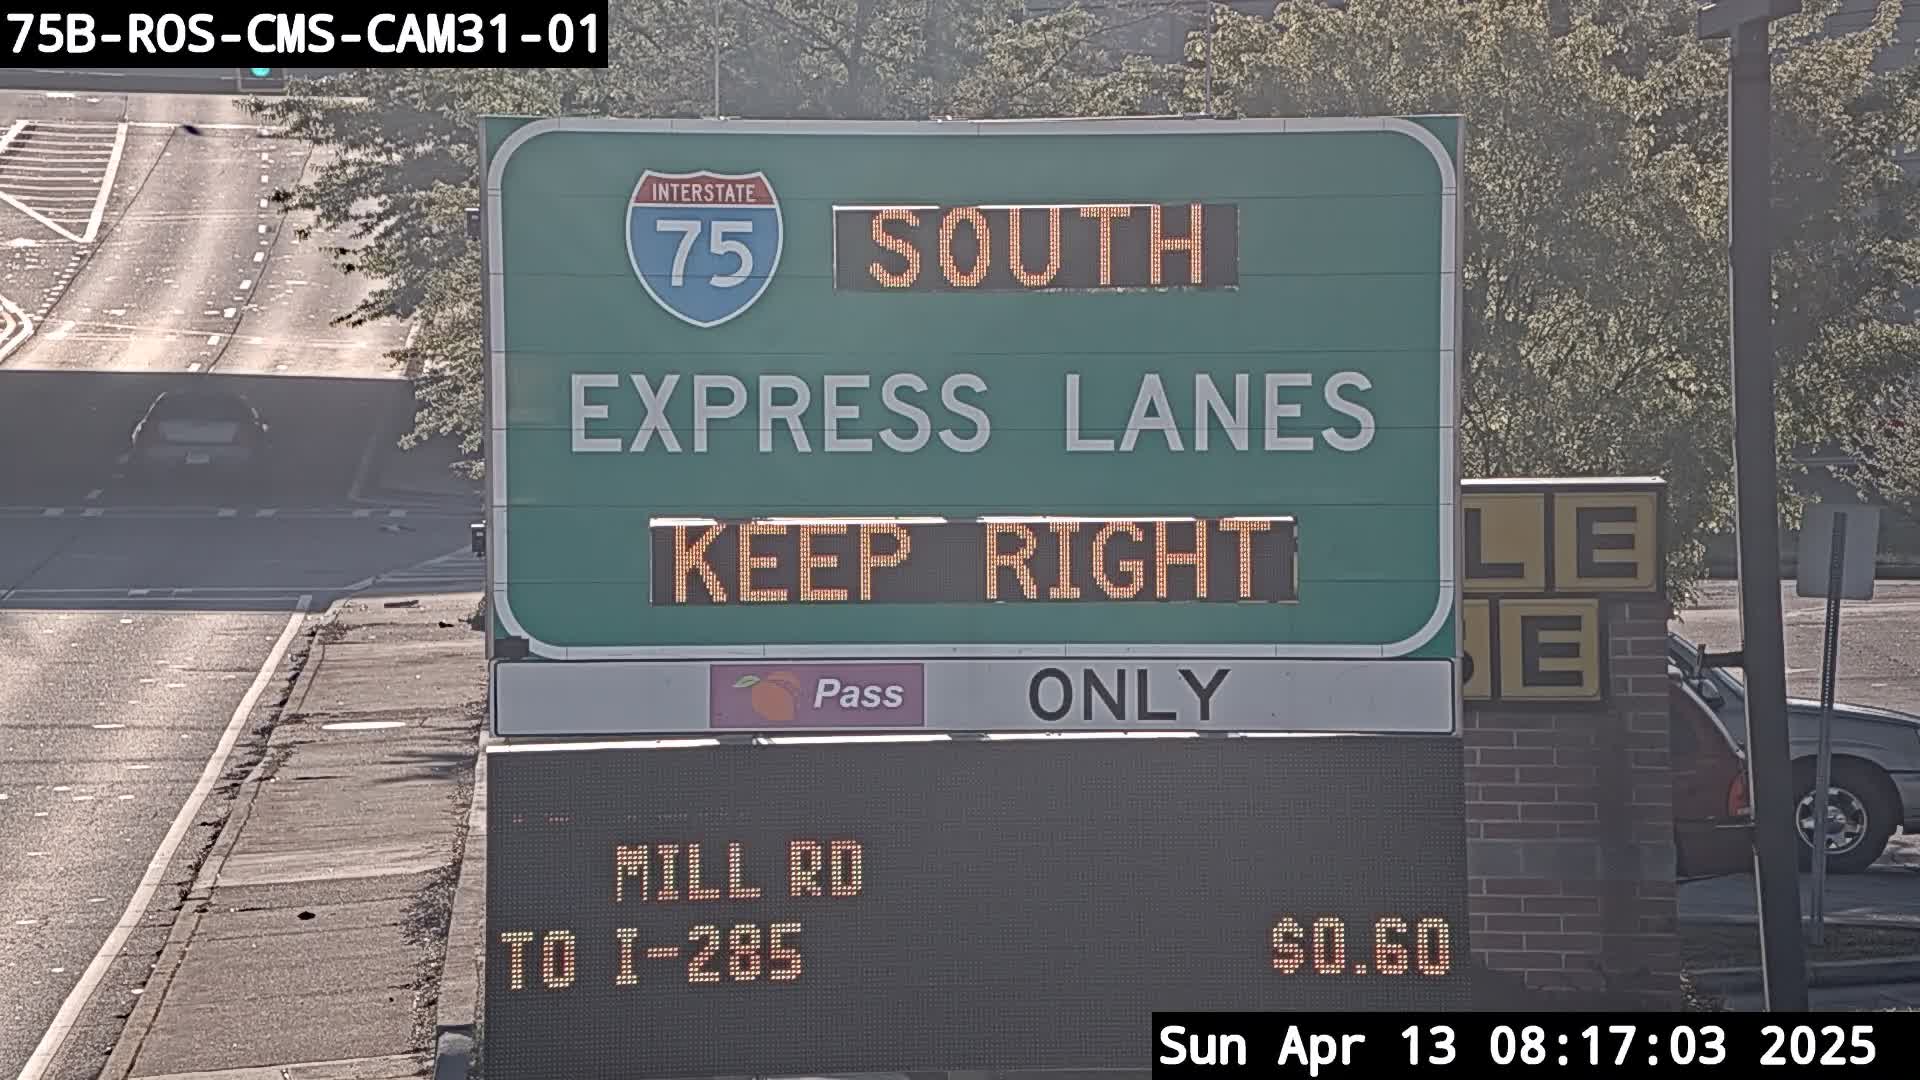 75B-ROS-CMS-CAM31-01
INTERSTATE
75
SOUTH
EXPRESS LANES
KEEP RIGHT
LE
E
Pass ONLY
MILL RD
TO I-285 $0.60
Sun Apr 13 08:17:03 2025